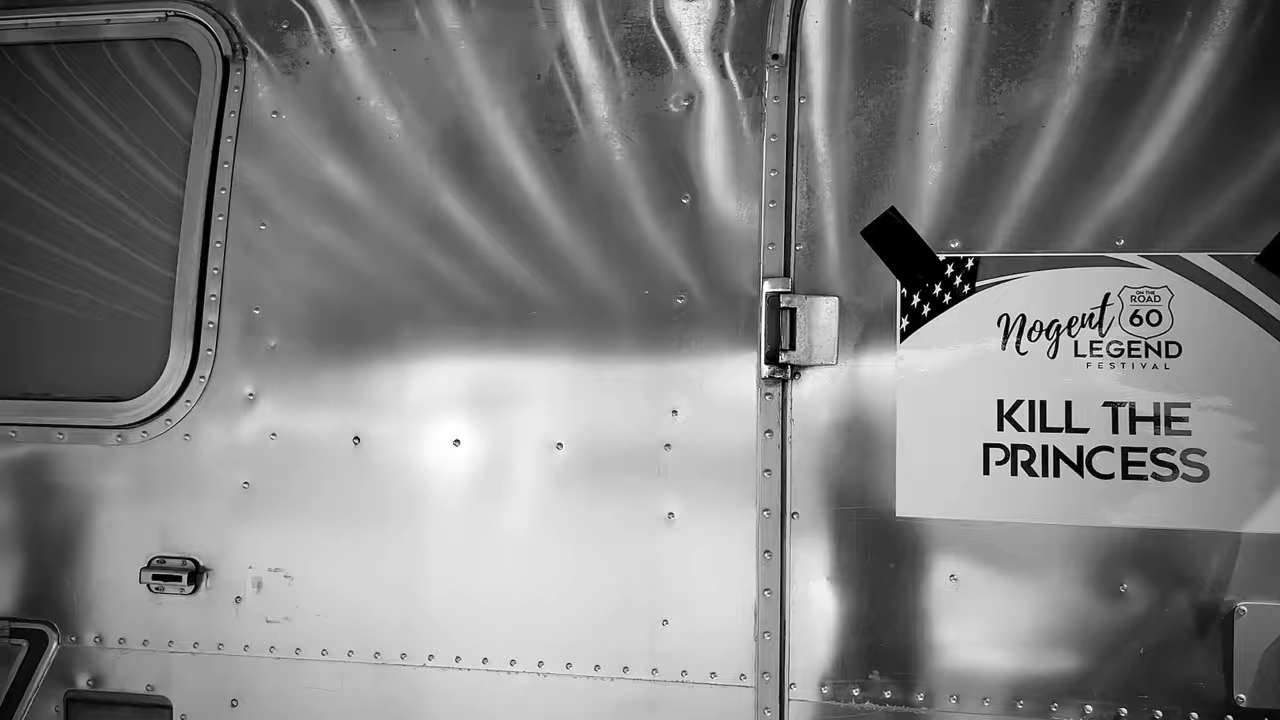 Nogent
ON THE
ROAD
60
LEGEND
FESTIVAL
KILL THE
PRINCESS